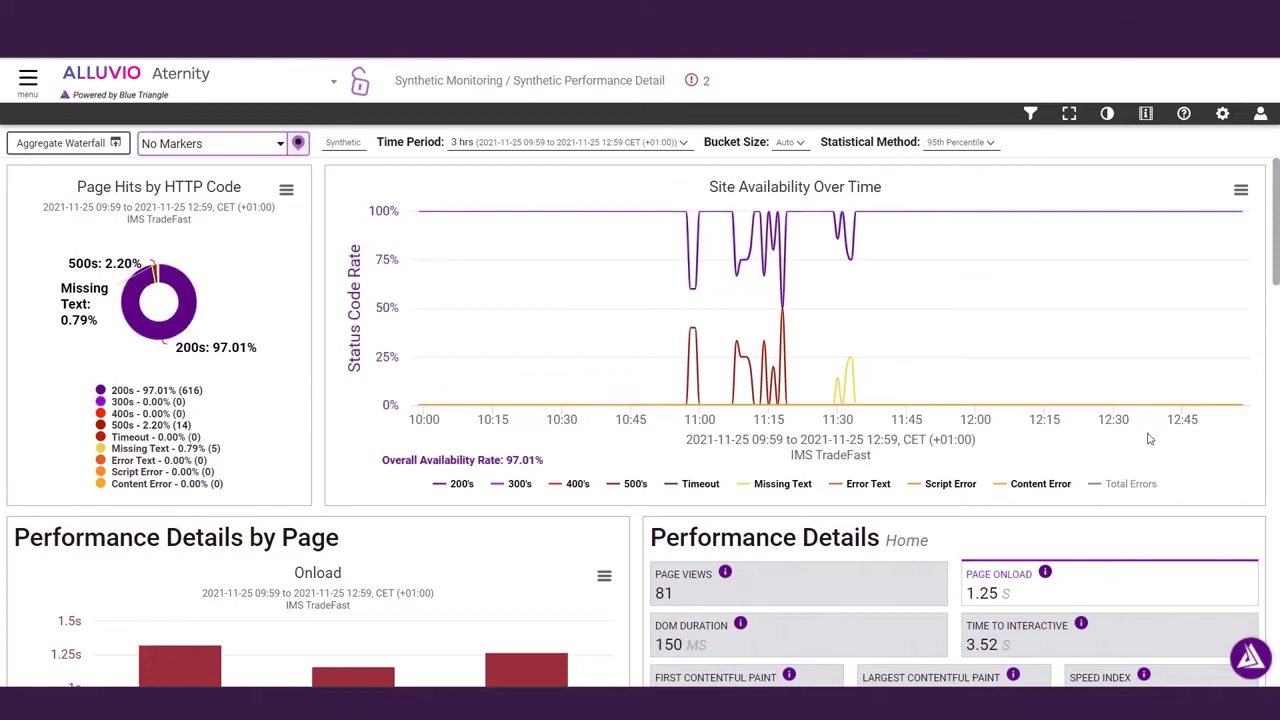 ALLUVIO Aternity
menu
Powered by Blue Triangle
Synthetic Monitoring / Synthetic Performance Detail
2
Aggregate Waterfall
No Markers
Synthetic
Time Period: 3 hrs (2021-11-25 09:59 to 2021-11-25 12:59 CET (+01:00))
Bucket Size: Auto
Statistical Method: 95th Percentile
Page Hits by HTTP Code
2021-11-25 09:59 to 2021-11-25 12:59, CET (+01:00)
IMS TradeFast
500s: 2.20%
Missing
Text:
0.79%
200s: 97.01%
200s - 97.01% (616)
300s - 0.00% (0)
400s - 0.00% (0)
500s - 2.20% (14)
Timeout - 0.00% (0)
Missing Text - 0.79% (5)
Error Text - 0.00% (0)
Script Error - 0.00% (0)
Content Error - 0.00% (0)
Site Availability Over Time
Status Code Rate
100%
75%
50%
25%
0%
10:00 10:15 10:30 10:45 11:00 11:15 11:30 11:45 12:00 12:15 12:30 12:45
2021-11-25 09:59 to 2021-11-25 12:59, CET (+01:00)
IMS TradeFast
Overall Availability Rate: 97.01%
200's 300's 400's 500's Timeout Missing Text Error Text Script Error Content Error Total Errors
Performance Details by Page
Onload
2021-11-25 09:59 to 2021-11-25 12:59, CET (+01:00)
IMS TradeFast
1.5s
1.25s
1s
Performance Details Home
PAGE VIEWS
81
PAGE ONLOAD
1.25 S
DOM DURATION
150 MS
TIME TO INTERACTIVE
3.52 S
FIRST CONTENTFUL PAINT
LARGEST CONTENTFUL PAINT
SPEED INDEX